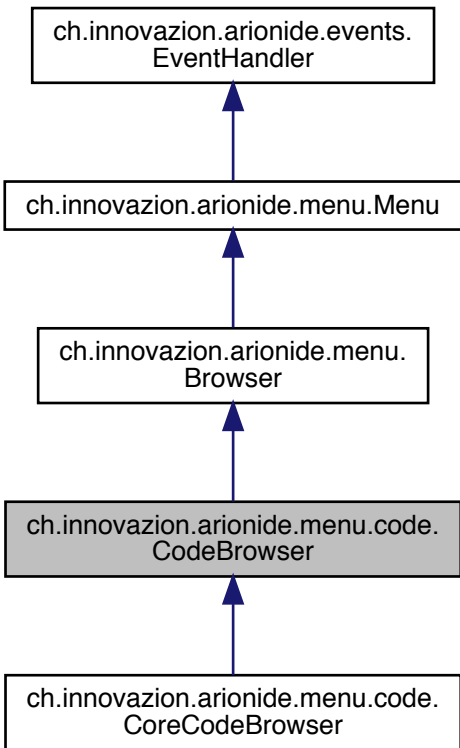 ch.innovazion.arionide.events.
EventHandler
ch.innovazion.arionide.menu.Menu
ch.innovazion.arionide.menu.
Browser
ch.innovazion.arionide.menu.code.
CodeBrowser
ch.innovazion.arionide.menu.code.
CoreCodeBrowser